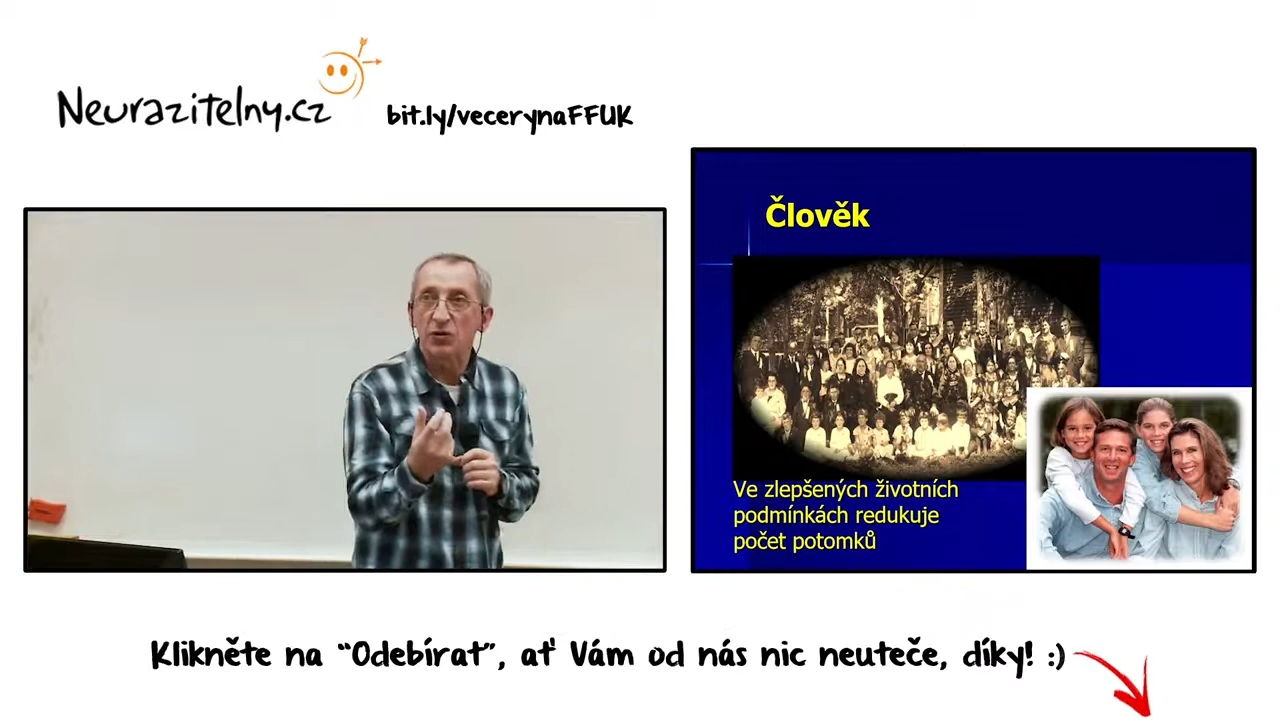 Neurazitelny.cz
bit.ly/vecerynaFFUK
Člověk
Ve zlepšených životních
podmínkách redukuje
počet potomků
Klikněte na “Odebírat”, ať Vám od nás nic neuteče, díky! :)